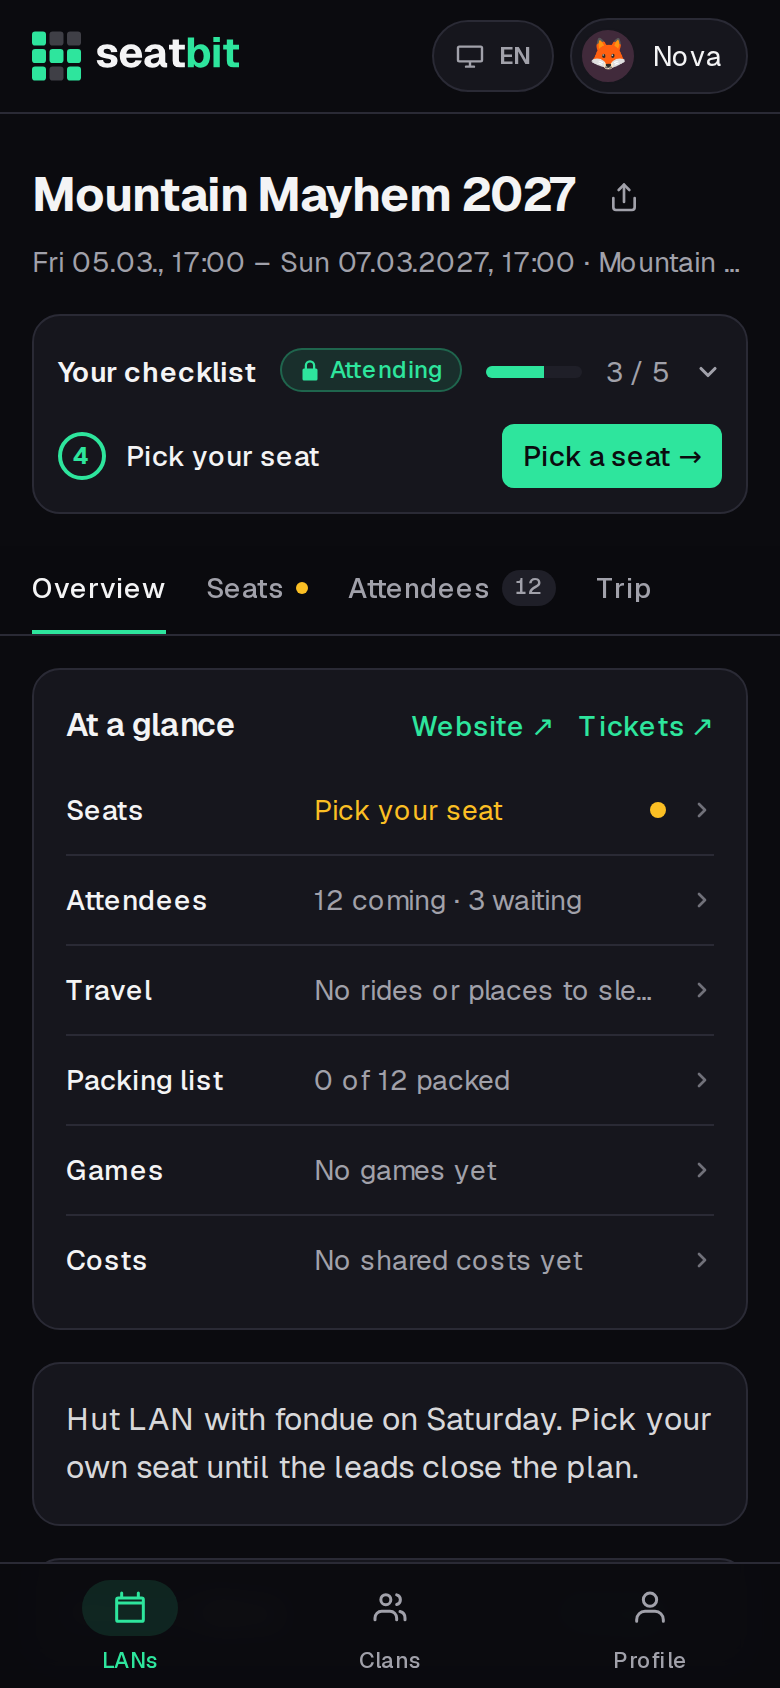 seatbit
EN
Nova
Mountain Mayhem 2027
Fri 05.03., 17:00 – Sun 07.03.2027, 17:00 · Mountain ...
Your checklist
Attending
3 / 5
4
Pick your seat
Pick a seat →
Overview
Seats
Attendees 12
Trip
At a glance
Website ↗
Tickets ↗
Seats
Pick your seat
Attendees
12 coming · 3 waiting
Travel
No rides or places to sle...
Packing list
0 of 12 packed
Games
No games yet
Costs
No shared costs yet
Hut LAN with fondue on Saturday. Pick your
own seat until the leads close the plan.
LANs
Clans
Profile